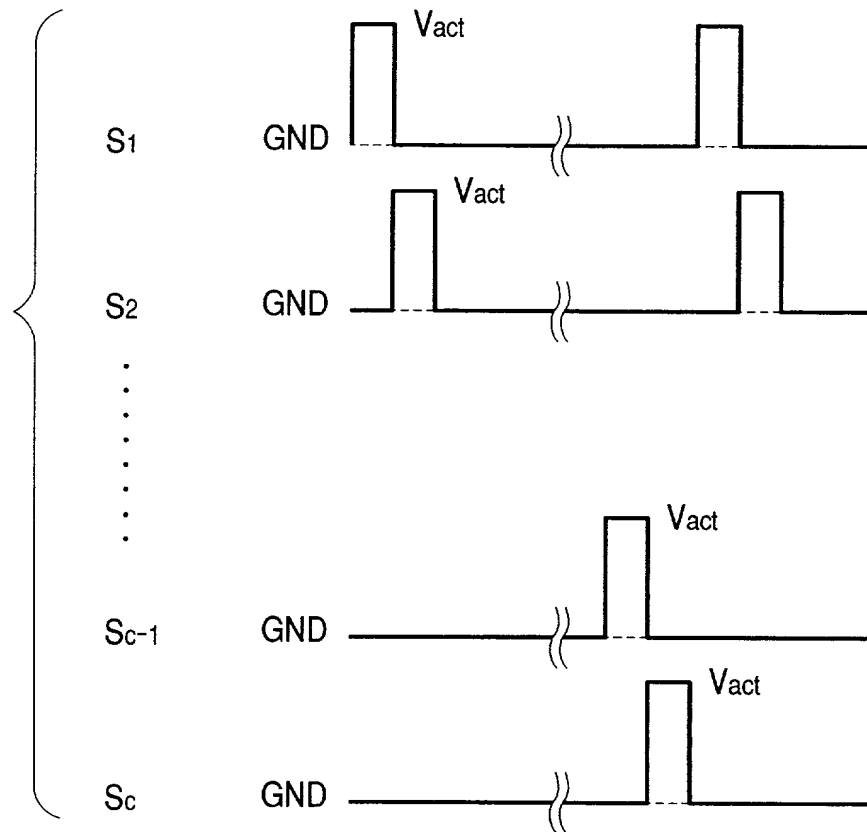 Vact
S1 GND
Vact
S2 GND
Vact
Sc-1 GND
Vact
Sc GND